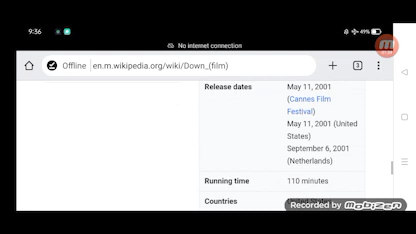 9:36
49%
No internet connection
Offline en.m.wikipedia.org/wiki/Down_(film)
3
Release dates May 11, 2001
(Cannes Film
Festival)
May 11, 2001 (United
States)
September 6, 2001
(Netherlands)
Running time 110 minutes
Countries
Recorded by
mobizen